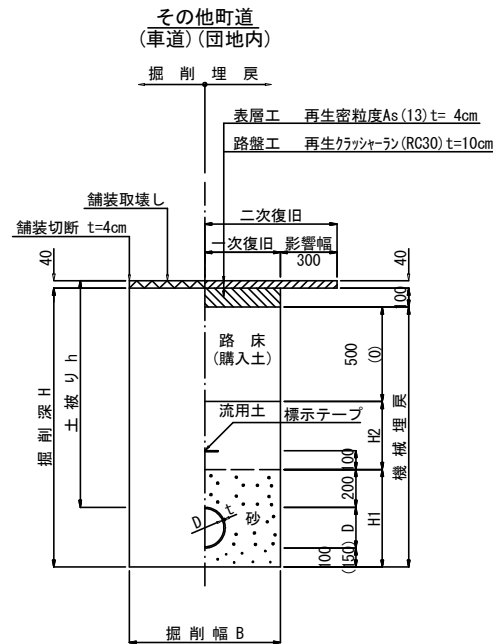 その他町道
(車道)(団地内)
掘 削 埋 戻
表層工 再生密粒度As(13)t= 4cm
路盤工 再生クラッシャーラン(RC30)t=10cm
舗装取壊し
二次復旧
舗装切断 t=4cm
一次復旧 影響幅
300
40
40
100
路 床
(購入土)
500
(0)
土被り h
掘削深 H
流用土
標示テープ
H2
100
機械埋戻
200
D
t
砂
D
H1
100
(150)
掘 削 幅 B